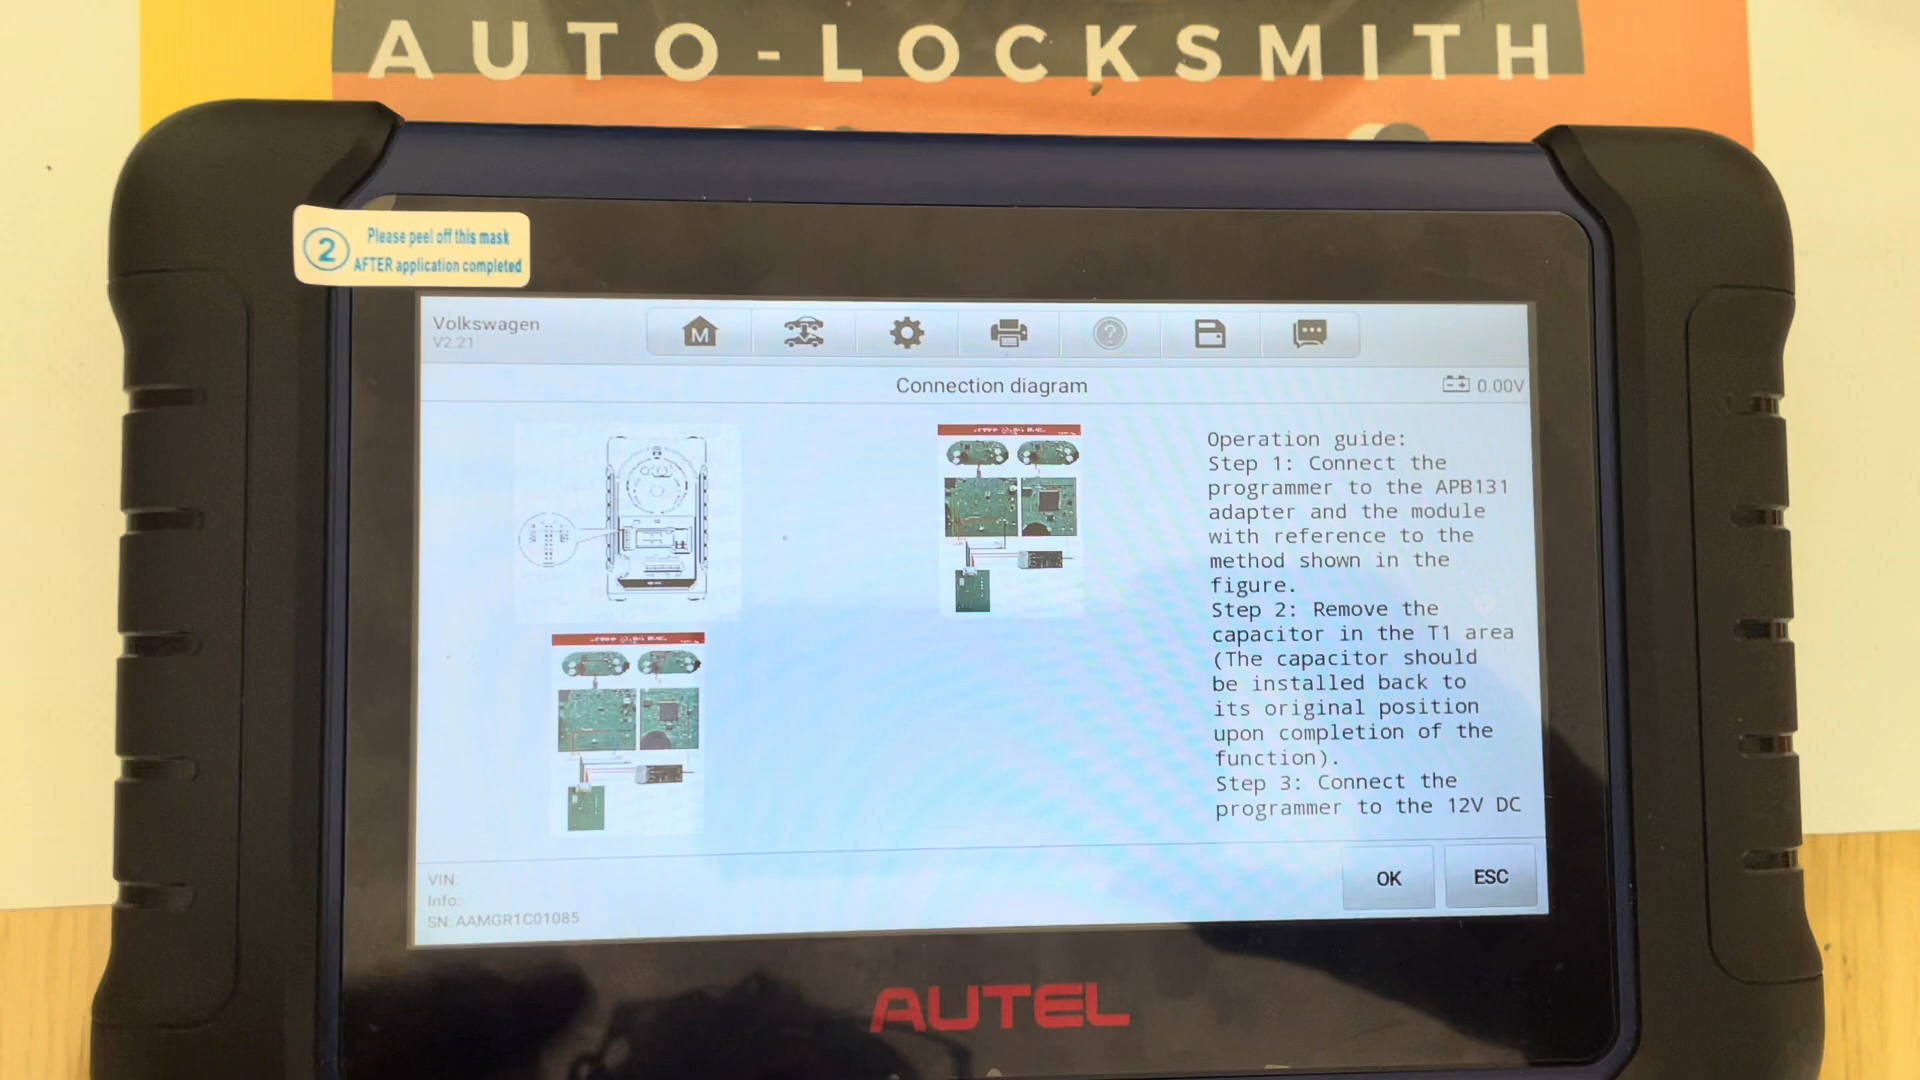 AUTO-LOCKSMITH
2
Please peel off this mask
AFTER application completed
Volkswagen
V2.21
M
?
Connection diagram
0.00V
Operation guide:
Step 1: Connect the
programmer to the APB131
adapter and the module
with reference to the
method shown in the
figure.
Step 2: Remove the
capacitor in the T1 area
(The capacitor should
be installed back to
its original position
upon completion of the
function).
Step 3: Connect the
programmer to the 12V DC
VIN:
Info:
SN: AAMGR1C01085
OK
ESC
AUTEL